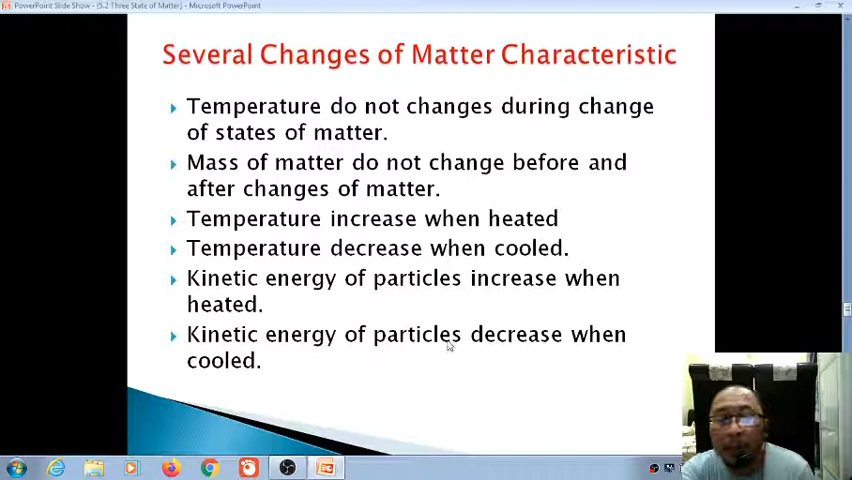 PowerPoint Slide Show - [5.2 Three State of Matter] - Microsoft PowerPoint
Several Changes of Matter Characteristic
Temperature do not changes during change
of states of matter.
Mass of matter do not change before and
after changes of matter.
Temperature increase when heated
Temperature decrease when cooled.
Kinetic energy of particles increase when
heated.
Kinetic energy of particles decrease when
cooled.